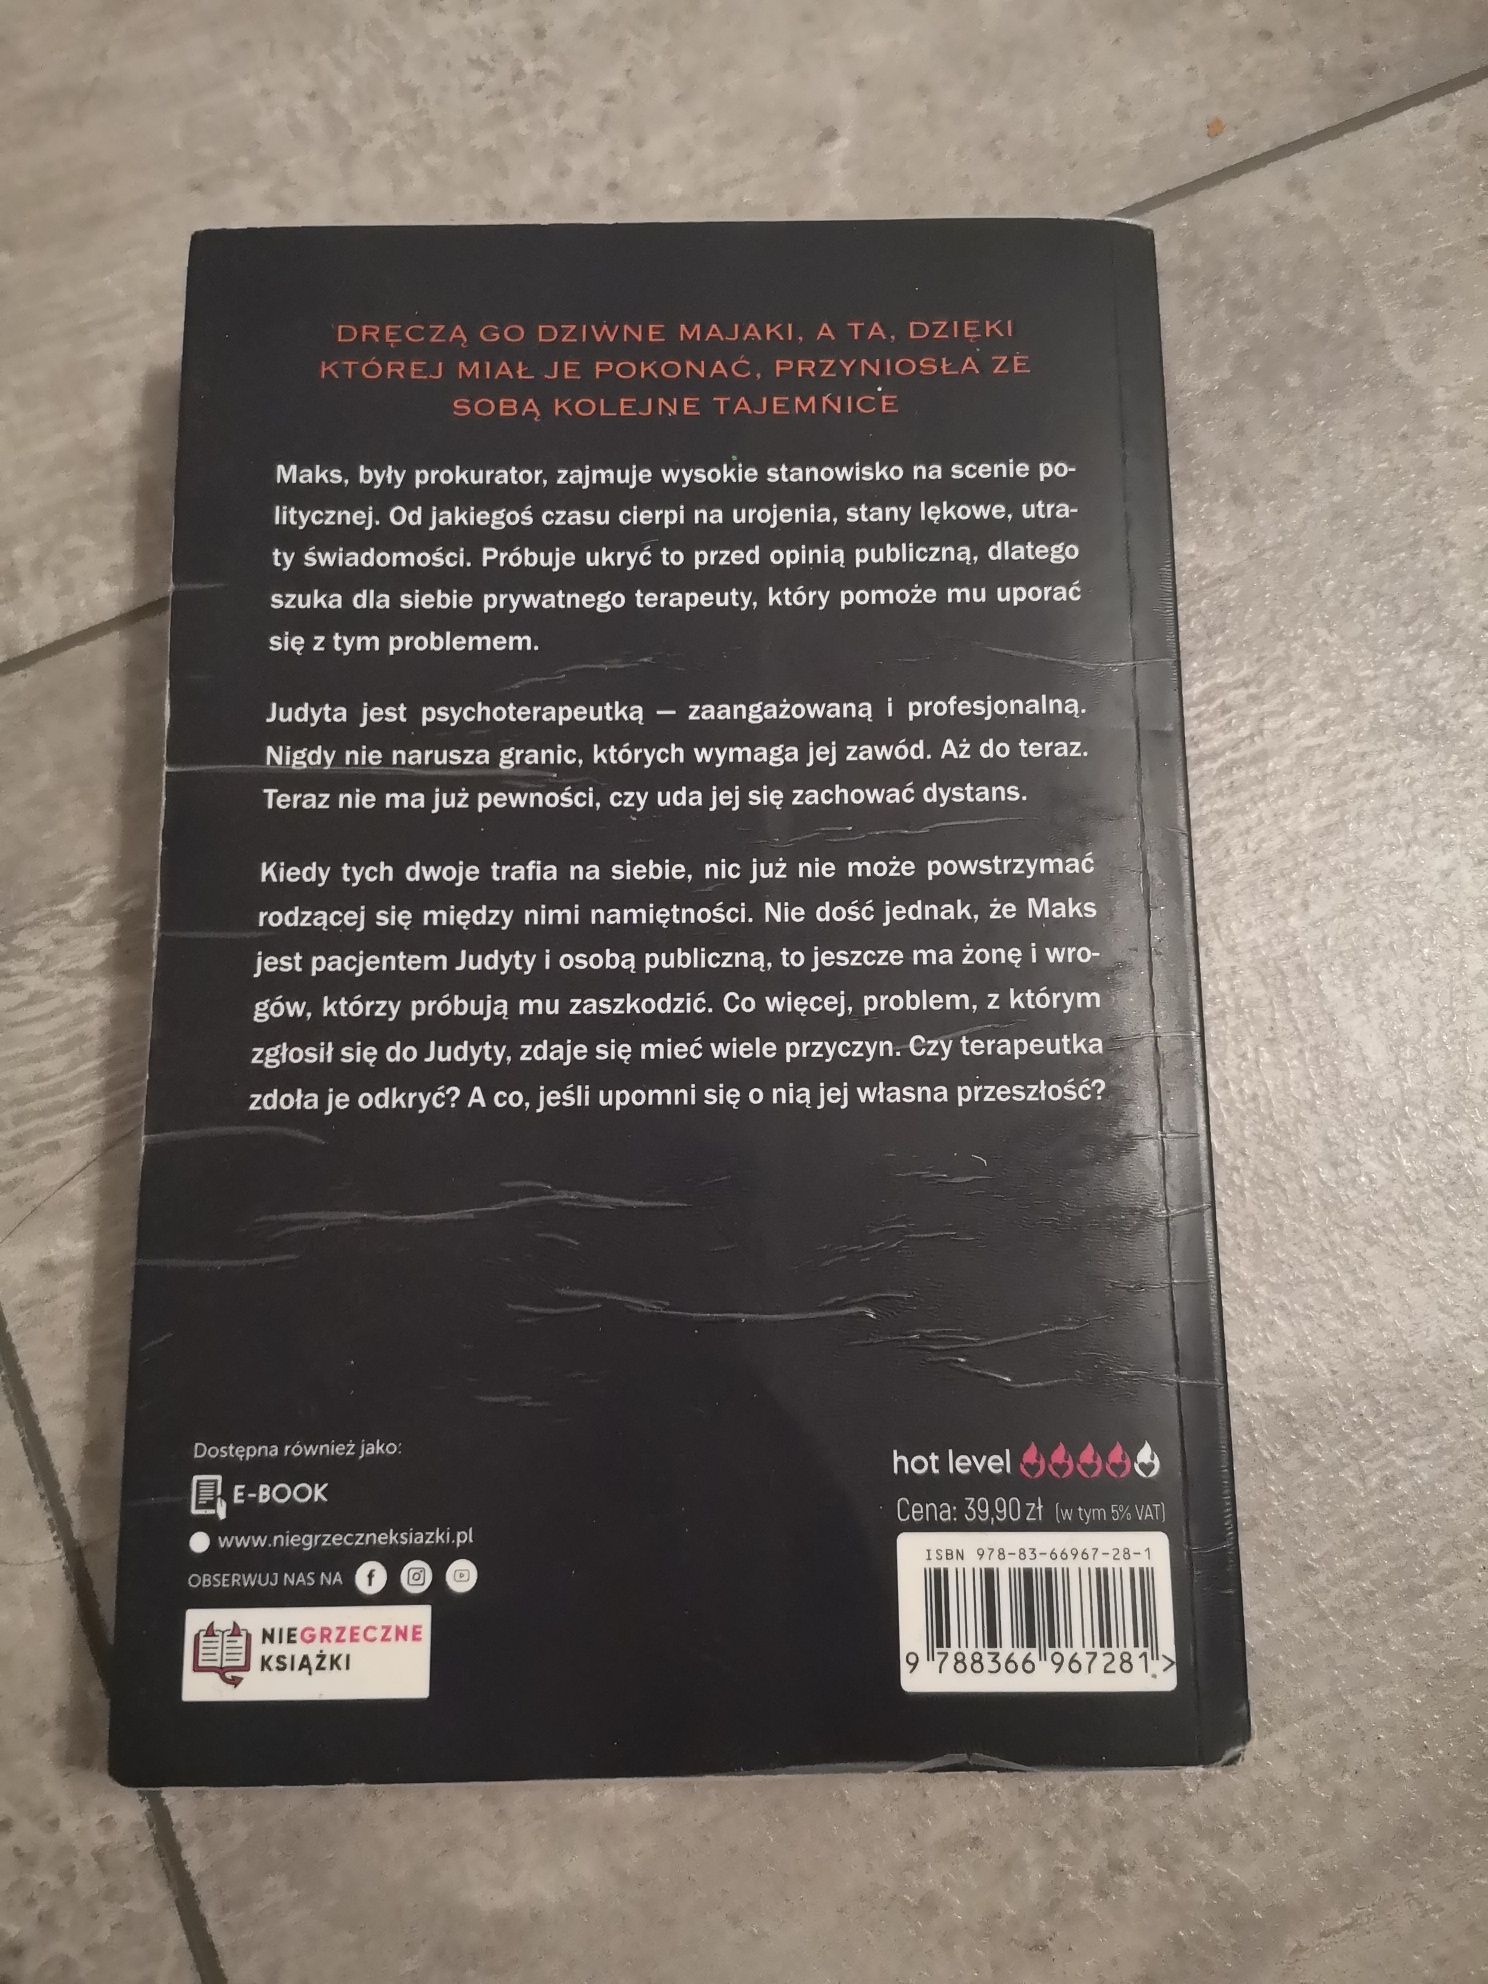 DRĘCZĄ GO DZIWNE MAJAKI, A TA, DZIĘKI
KTÓREJ MIAŁ JE POKONAĆ, PRZYNIOSŁA ZE
SOBĄ KOLEJNE TAJEMNICE
Maks, były prokurator, zajmuje wysokie stanowisko na scenie po-
litycznej. Od jakiegoś czasu cierpi na urojenia, stany lękowe, utra-
ty świadomości. Próbuje ukryć to przed opinią publiczną, dlatego
szuka dla siebie prywatnego terapeuty, który pomoże mu uporać
się z tym problemem.
Judyta jest psychoterapeutką — zaangażowaną i profesjonalną.
Nigdy nie narusza granic, których wymaga jej zawód. Aż do teraz.
Teraz nie ma już pewności, czy uda jej się zachować dystans.
Kiedy tych dwoje trafia na siebie, nic już nie może powstrzymać
rodzącej się między nimi namiętności. Nie dość jednak, że Maks
jest pacjentem Judyty i osobą publiczną, to jeszcze ma żonę i wro-
gów, którzy próbują mu zaszkodzić. Co więcej, problem, z którym
zgłosił się do Judyty, zdaje się mieć wiele przyczyn. Czy terapeutka
zdoła je odkryć? A co, jeśli upomni się o nią jej własna przeszłość?
Dostępna również jako:
E-BOOK
www.niegrzeczneksiazki.pl
OBSERWUJ NAS NA
NIEGRZECZNE
KSIĄŻKI
hot level
Cena: 39,90 zł (w tym 5% VAT)
ISBN 978-83-66967-28-1
9 788366 967281 >